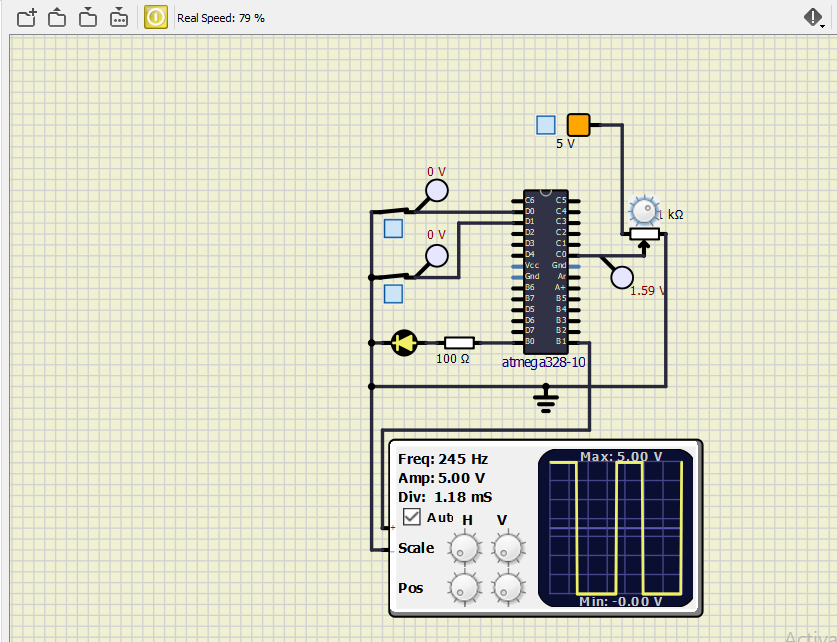 Real Speed: 79 %
5 V
0 V
1 kΩ
0 V
C6 C5
D0 C4
D1 C3
D2 C2
D3 C1
D4 C0
Vcc Gnd
Gnd Ar
B6 A+
B7 B5
D5 B4
D6 B3
D7 B2
B0 B1
1.59 V
100 Ω
atmega328-10
Freq: 245 Hz
Amp: 5.00 V
Div: 1.18 mS
Aut H V
Scale
Pos
+
-
Max: 5.00 V
Min: -0.00 V
Activa